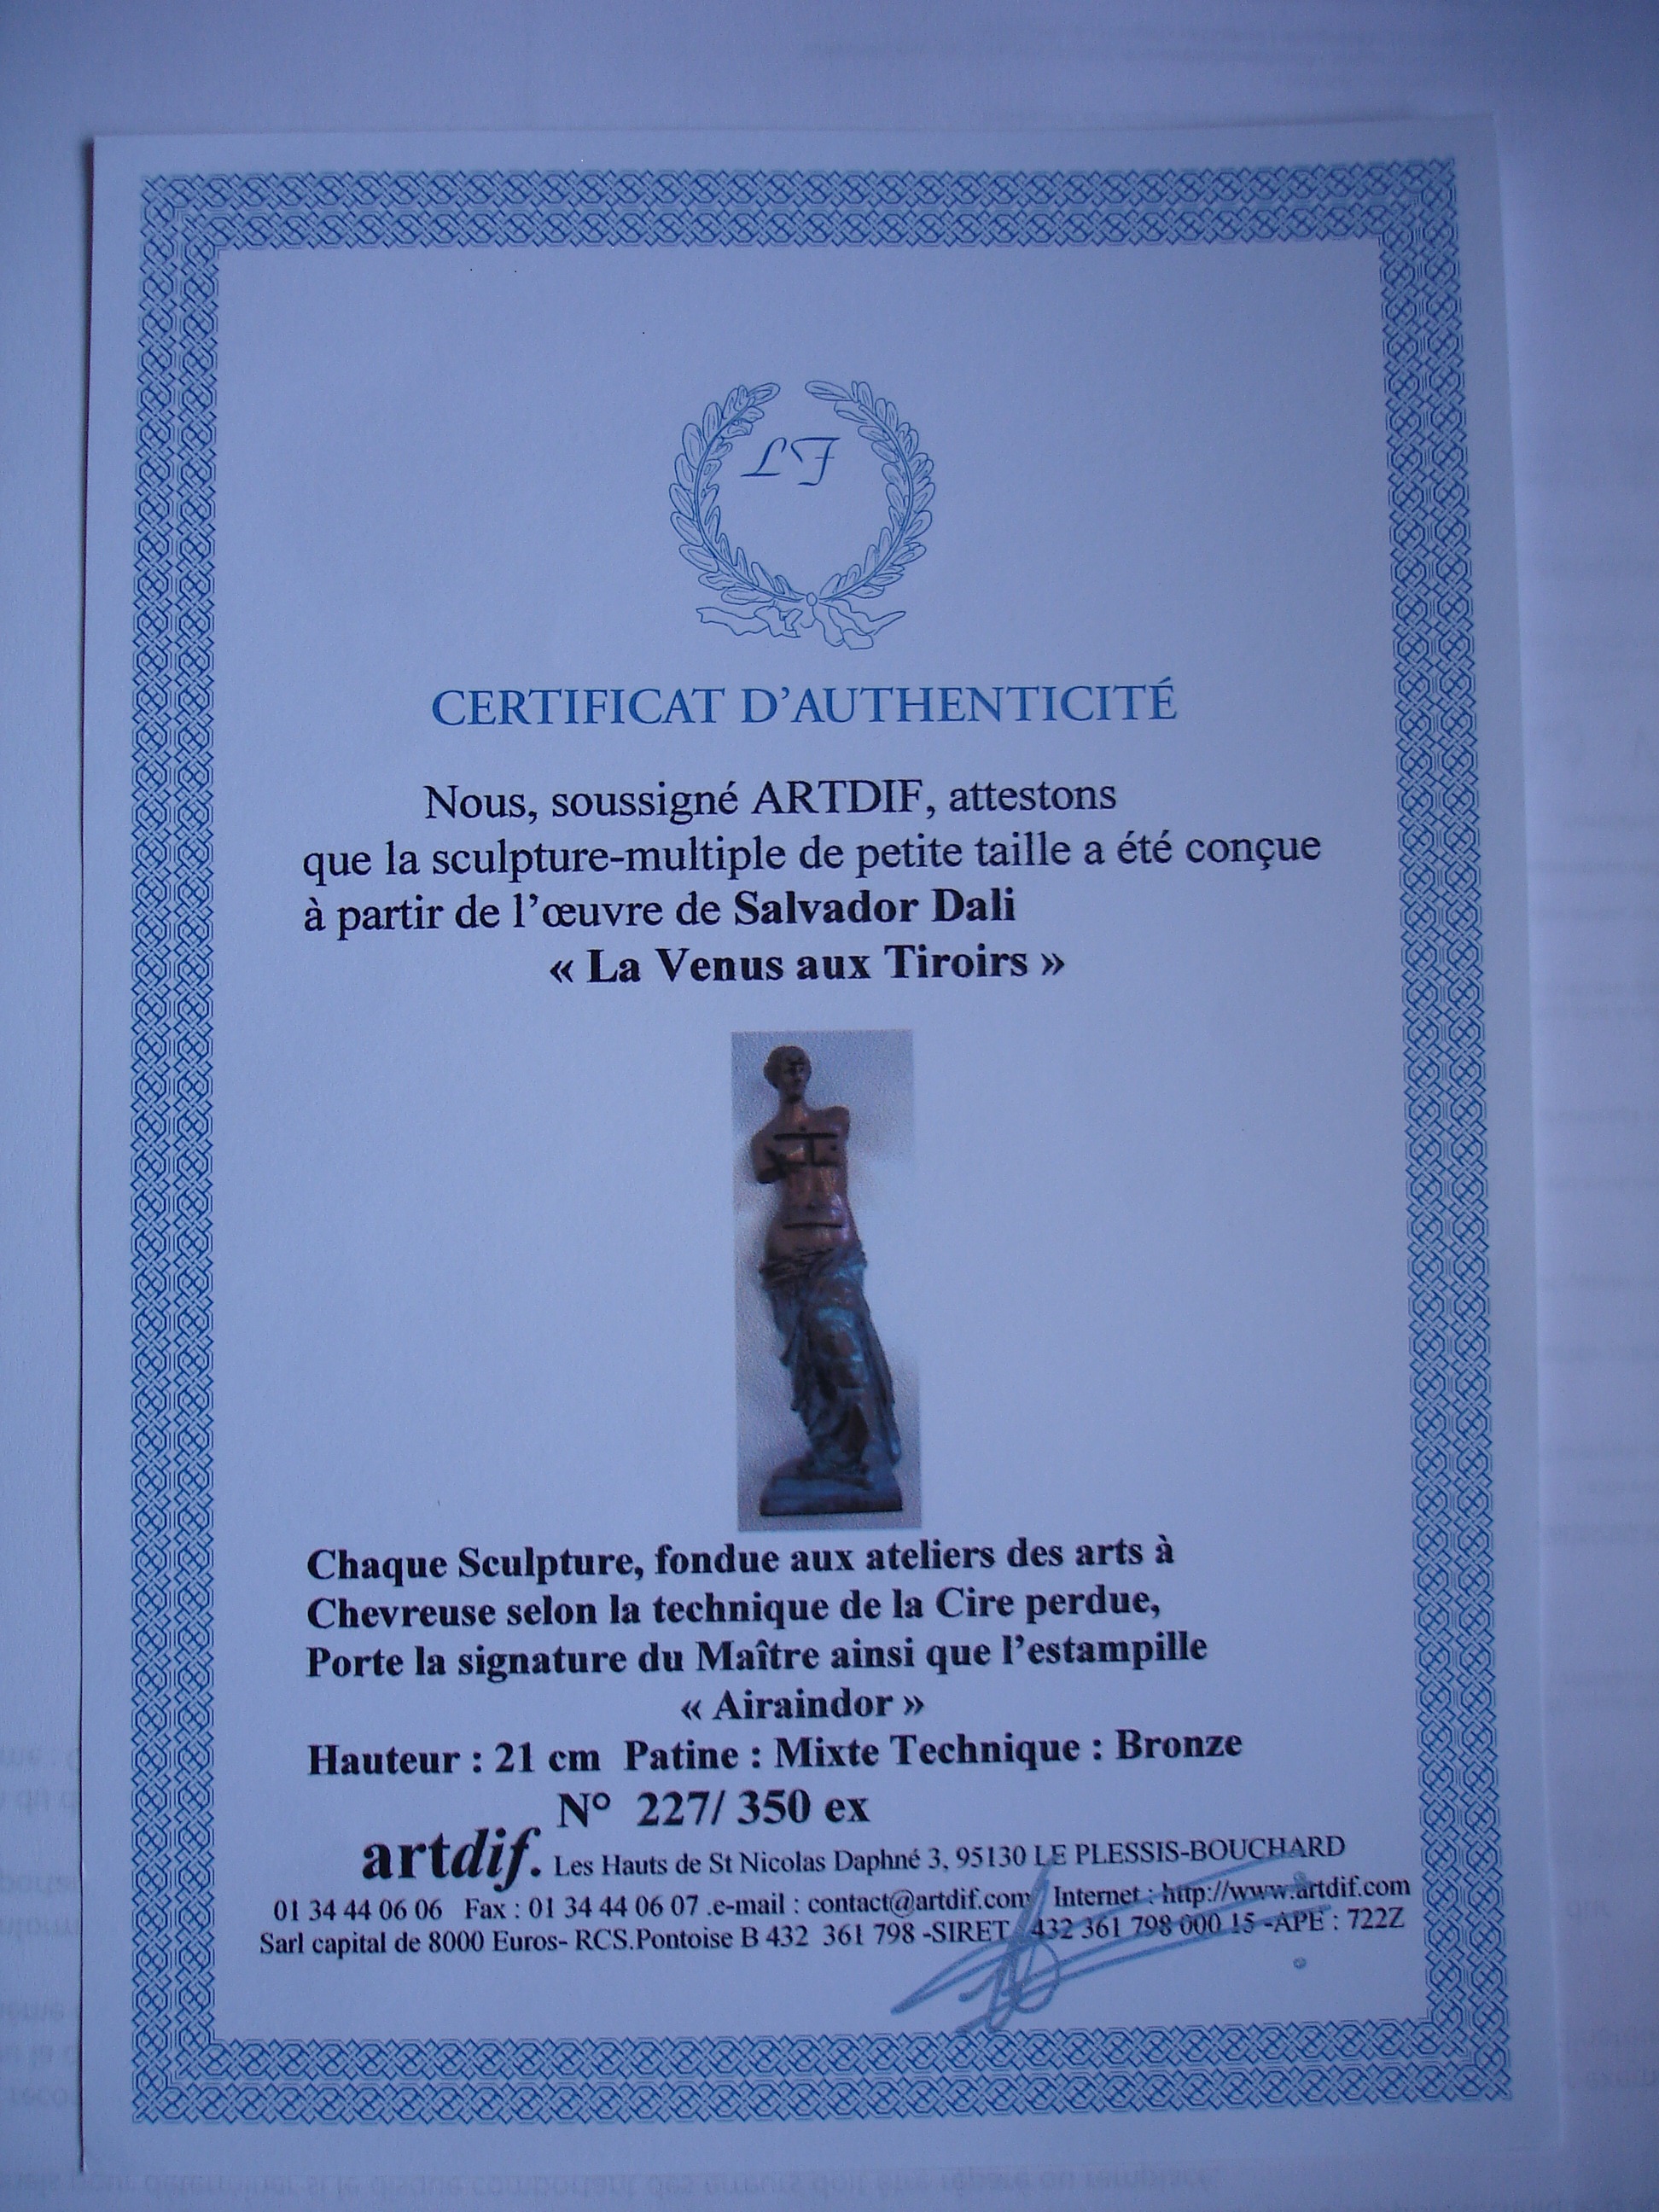 LF
CERTIFICAT D'AUTHENTICITÉ
Nous, soussigné ARTDIF, attestons
que la sculpture-multiple de petite taille a été conçue
à partir de l'œuvre de Salvador Dali
« La Venus aux Tiroirs »
Chaque Sculpture, fondue aux ateliers des arts à
Chevreuse selon la technique de la Cire perdue,
Porte la signature du Maître ainsi que l'estampille
« Airaindor »
Hauteur : 21 cm Patine : Mixte Technique : Bronze
N° 227/ 350 ex
artdif. Les Hauts de St Nicolas Daphné 3, 95130 LE PLESSIS-BOUCHARD
01 34 44 06 06 Fax : 01 34 44 06 07 .e-mail : contact@artdif.com Internet : http://www.artdif.com
Sarl capital de 8000 Euros- RCS.Pontoise B 432 361 798 -SIRET 432 361 798 000 15 -APE : 722Z